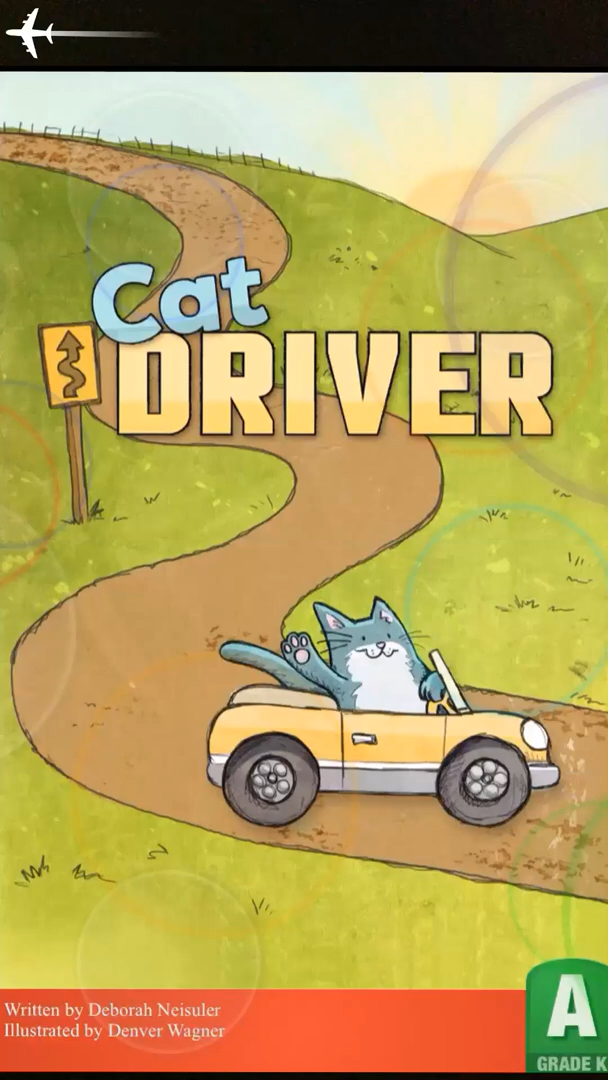 Cat
DRIVER
Written by Deborah Neisuler
Illustrated by Denver Wagner
A
GRADE K